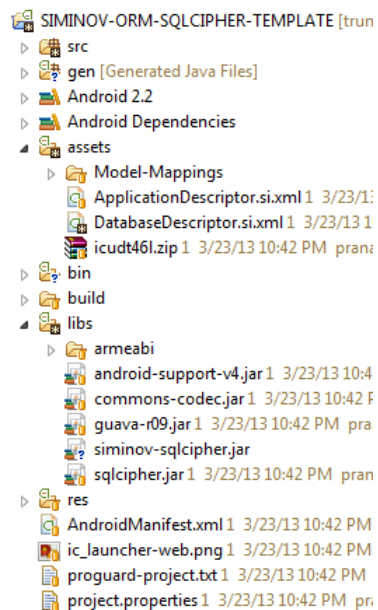 SIMINOV-ORM-SQLCIPHER-TEMPLATE [trun
src
gen [Generated Java Files]
Android 2.2
Android Dependencies
assets
Model-Mappings
ApplicationDescriptor.si.xml 1 3/23/13
DatabaseDescriptor.si.xml 1 3/23/13 1
icudt46l.zip 1 3/23/13 10:42 PM prana
bin
build
libs
armeabi
android-support-v4.jar 1 3/23/13 10:4
commons-codec.jar 1 3/23/13 10:42 P
guava-r09.jar 1 3/23/13 10:42 PM pra
siminov-sqlcipher.jar
sqlcipher.jar 1 3/23/13 10:42 PM pran
res
AndroidManifest.xml 1 3/23/13 10:42 PM
ic_launcher-web.png 1 3/23/13 10:42 PM
proguard-project.txt 1 3/23/13 10:42 PM
project.properties 1 3/23/13 10:42 PM pra